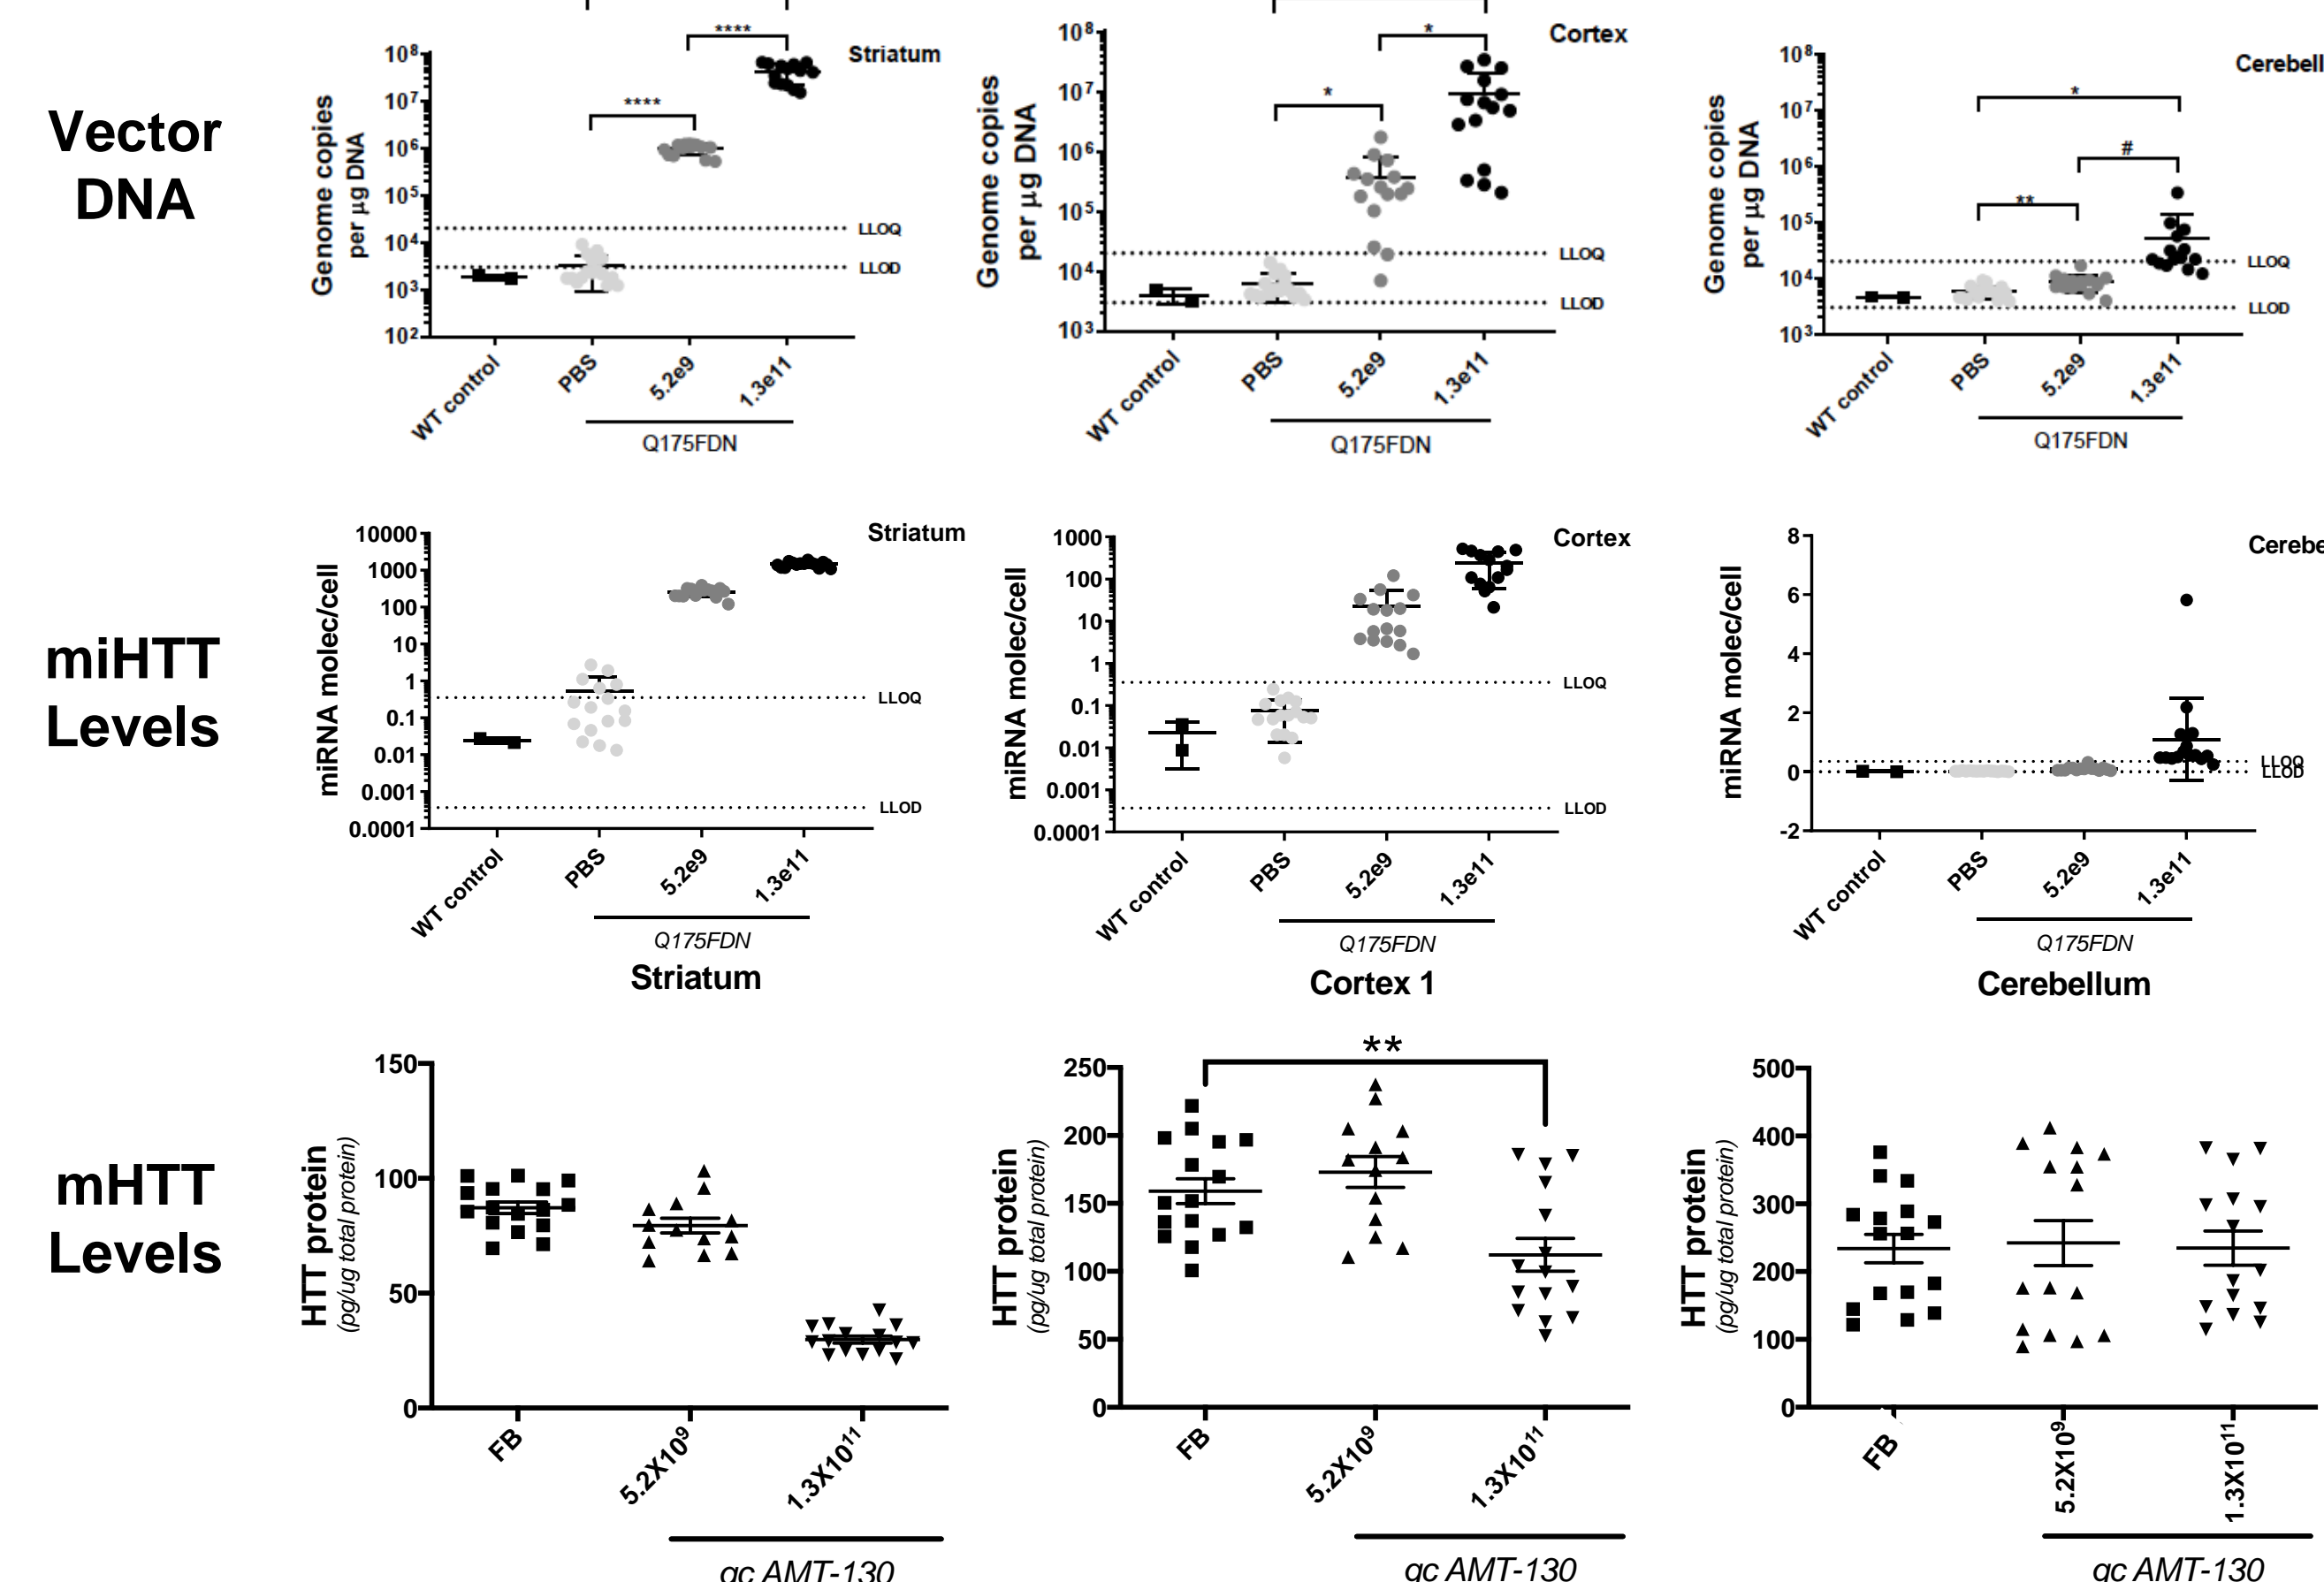 Vector
DNA
Genome copies
per µg DNA
10⁸
10⁷
10⁶
10⁵
10⁴
10³
10²
****
****
Striatum
LLOQ
LLOD
WT control
PBS
5.2e9
1.3e11
Q175FDN
Genome copies
per µg DNA
10⁸
10⁷
10⁶
10⁵
10⁴
10³
*
*
Cortex
LLOQ
LLOD
WT control
PBS
5.2e9
1.3e11
Q175FDN
Genome copies
per µg DNA
10⁸
10⁷
10⁶
10⁵
10⁴
10³
*
#
**
Cerebell
LLOQ
LLOD
WT control
PBS
5.2e9
1.3e11
Q175FDN
miHTT
Levels
miRNA molec/cell
10000
1000
100
10
1
0.1
0.01
0.001
0.0001
Striatum
LLOQ
LLOD
WT control
PBS
5.2e9
1.3e11
Q175FDN
miRNA molec/cell
1000
100
10
1
0.1
0.01
0.001
0.0001
Cortex
LLOQ
LLOD
WT control
PBS
5.2e9
1.3e11
Q175FDN
miRNA molec/cell
8
6
4
2
0
-2
Cerebe
LLOQ
LLOD
WT control
PBS
5.2e9
1.3e11
Q175FDN
mHTT
Levels
Striatum
HTT protein
(pg/ug total protein)
150
100
50
0
FB
5.2X10⁹
1.3X10¹¹
gc AMT-130
Cortex 1
HTT protein
(pg/ug total protein)
250
200
150
100
50
0
**
FB
5.2X10⁹
1.3X10¹¹
gc AMT-130
Cerebellum
HTT protein
(pg/ug total protein)
500
400
300
200
100
0
FB
5.2X10⁹
1.3X10¹¹
gc AMT-130